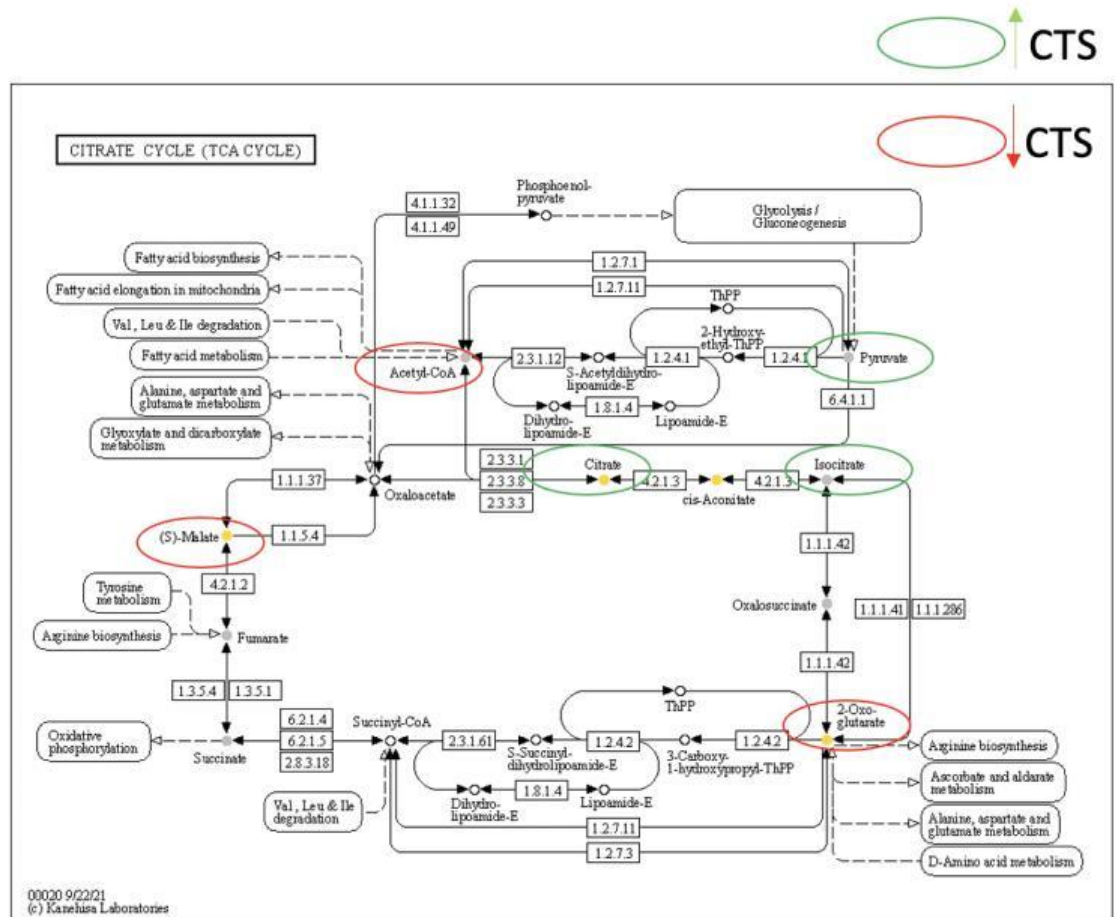 CTS
CTS
CITRATE CYCLE (TCA CYCLE)
Phosphoenol-
pyruvate
4.1.1.32
4.1.1.49
Glycolysis /
Gluconeogenesis
Fatty acid biosynthesis
Fatty acid elongation in mitochondria
Val, Leu & Ile degradation
Fatty acid metabolism
Alanine, aspartate and
glutamate metabolism
Glyoxylate and dicarboxylate
metabolism
1.2.7.1
1.2.7.11
ThPP
2-Hydroxy-
ethyl-ThPP
Acetyl-CoA
2.3.1.12
S-Acetyldihydro-
lipoamide-E
1.2.4.1
1.2.4.1
Pyruvate
Dihydro-
lipoamide-E
1.8.1.4
Lipoamide-E
6.4.1.1
1.1.1.37
Oxaloacetate
2.3.3.1
2.3.3.8
2.3.3.3
Citrate
4.2.1.3
cis-Aconitate
4.2.1.3
Isocitrate
(S)-Malate
1.1.5.4
4.2.1.2
1.1.1.42
Tyrosine
metabolism
Arginine biosynthesis
Fumarate
Oxalosuccinate
1.1.1.41
1.1.1.286
1.1.1.42
1.3.5.4
1.3.5.1
ThPP
2-Oxo-
glutarate
Oxidative
phosphorylation
Succinate
6.2.1.4
6.2.1.5
2.8.3.18
Succinyl-CoA
2.3.1.61
S-Succinyl-
dihydrolipoamide-E
1.2.4.2
3-Carboxy-
1-hydroxypropyl-ThPP
1.2.4.2
Val, Leu & Ile
degradation
Dihydro-
lipoamide-E
1.8.1.4
Lipoamide-E
1.2.7.11
1.2.7.3
Arginine biosynthesis
Ascorbate and aldarate
metabolism
Alanine, aspartate and
glutamate metabolism
D-Amino acid metabolism
00020 9/22/21
(c) Kanehisa Laboratories